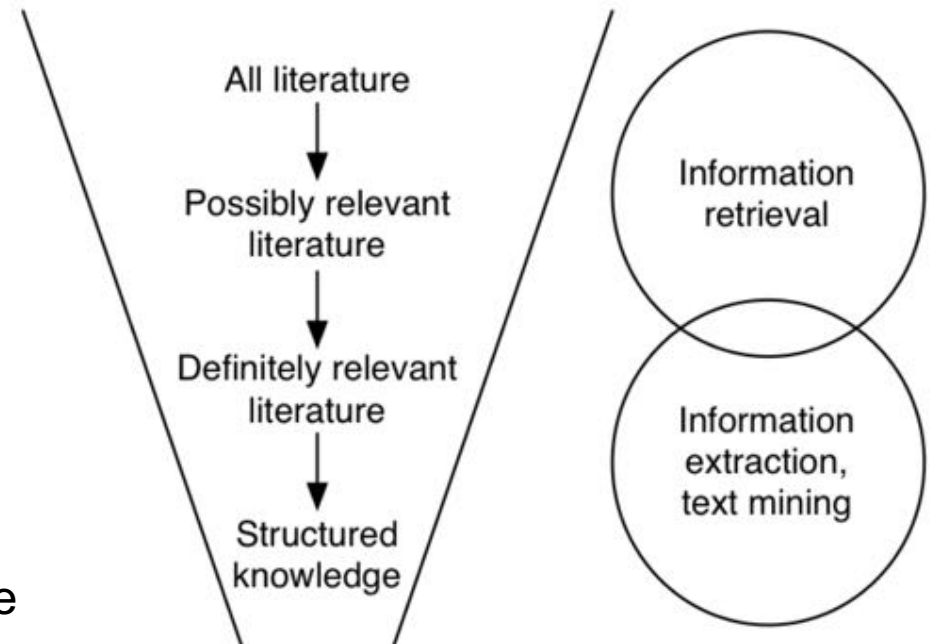 All literature
Possibly relevant
literature
Definitely relevant
literature
Structured
knowledge
Information
retrieval
Information
extraction,
text mining
e